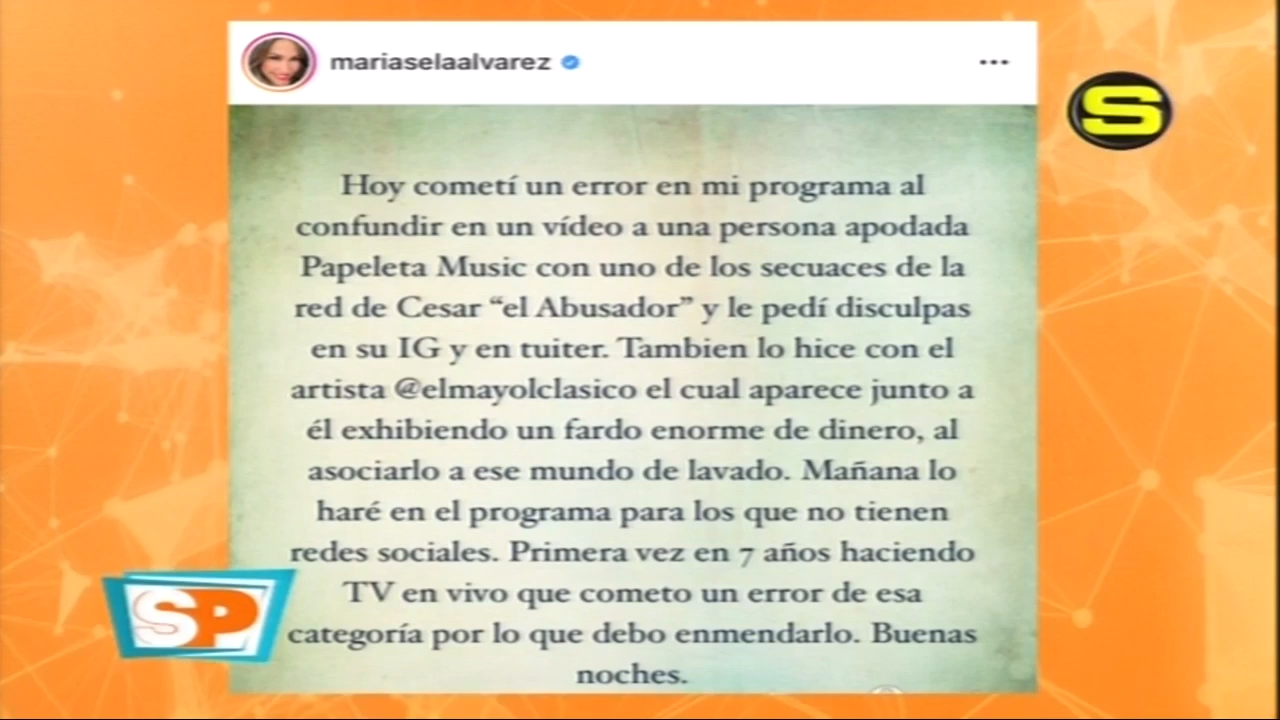 mariaselaalvarez
S
Hoy cometí un error en mi programa al
confundir en un vídeo a una persona apodada
Papeleta Music con uno de los secuaces de la
red de Cesar “el Abusador” y le pedí disculpas
en su IG y en tuiter. Tambien lo hice con el
artista @elmayolclasico el cual aparece junto a
él exhibiendo un fardo enorme de dinero, al
asociarlo a ese mundo de lavado. Mañana lo
haré en el programa para los que no tienen
redes sociales. Primera vez en 7 años haciendo
TV en vivo que cometo un error de esa
categoría por lo que debo enmendarlo. Buenas
noches.
SP